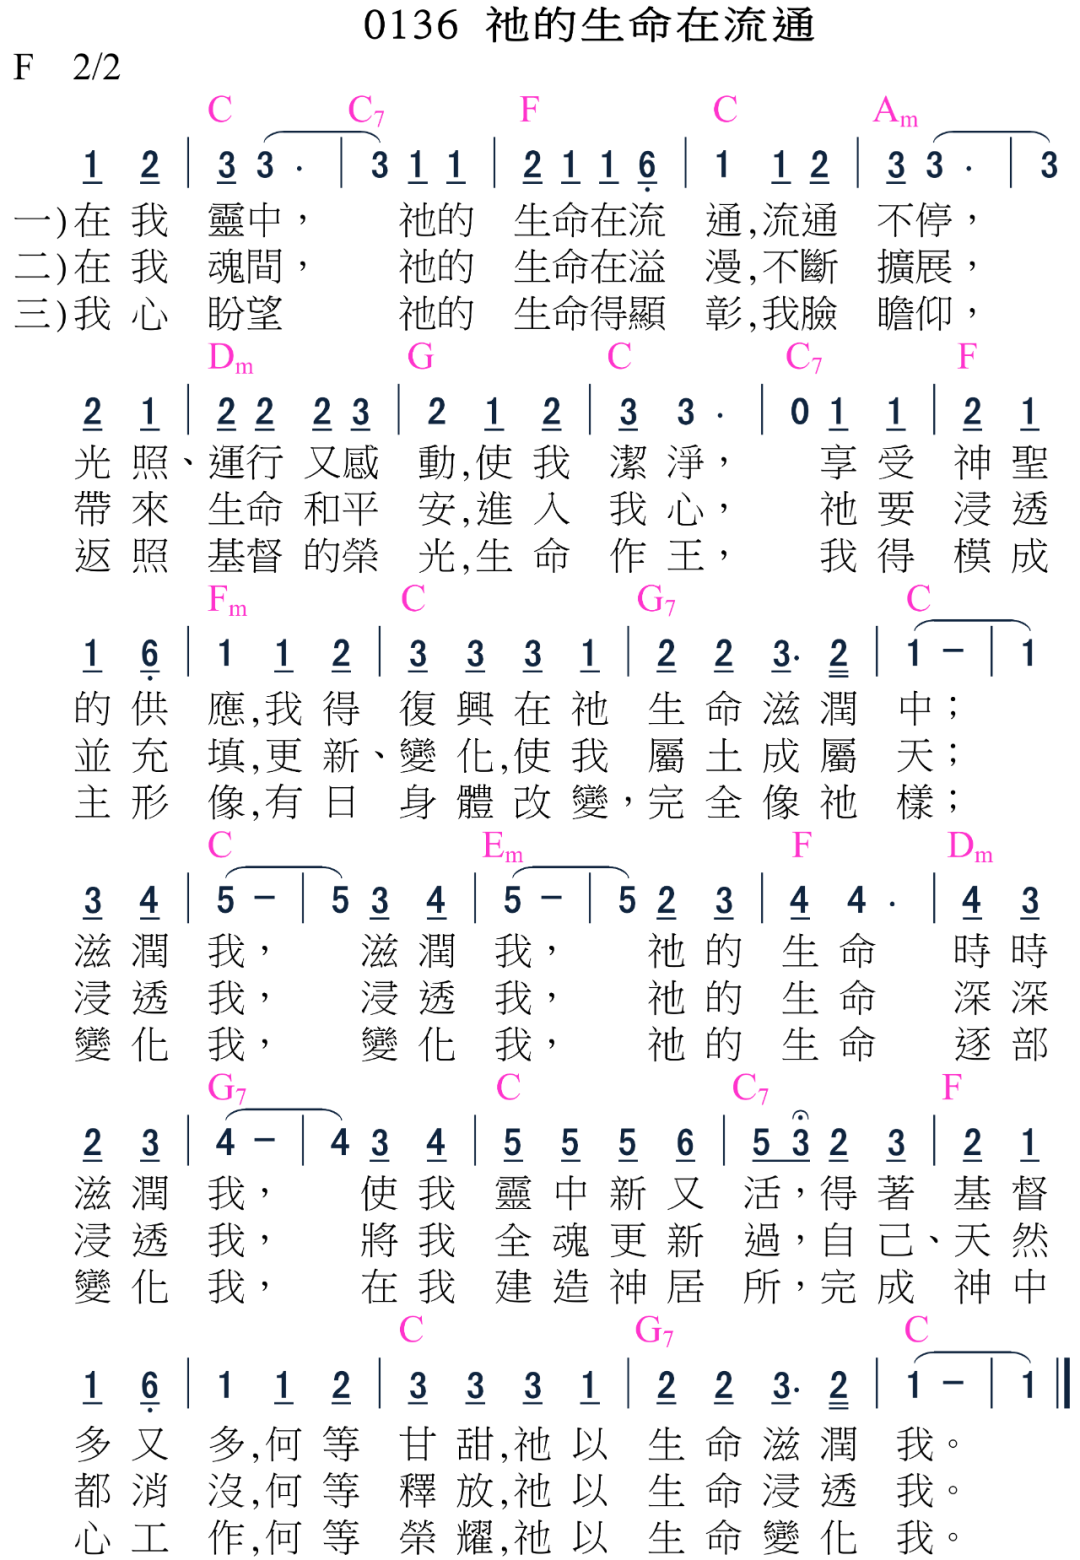 0136 祂的生命在流通
F 2/2
C C7 F C Am
1 2 | 3 3 . | 3 1 1 | 2 1 1 6 | 1 1 2 | 3 3 . | 3
一)在我 靈中， 祂的 生命在流 通,流通 不停，
二)在我 魂間， 祂的 生命在溢 漫,不斷 擴展，
三)我心 盼望 祂的 生命得顯 彰,我臉 瞻仰，
Dm G C C7 F
2 1 | 2 2 2 3 | 2 1 2 | 3 3 . | 0 1 1 | 2 1
光照、運行又感 動,使我 潔淨， 享受 神聖
帶來 生命和平 安,進入 我心， 祂要 浸透
返照 基督的榮 光,生命 作王， 我得 模成
Fm C G7 C
1 6 | 1 1 2 | 3 3 3 1 | 2 2 3. 2 | 1 – | 1
的供 應,我得 復興在祂 生命滋潤 中；
並充 填,更新、變化,使我 屬土成屬 天；
主形 像,有日 身體改變，完全像祂 樣；
C Em F Dm
3 4 | 5 – | 5 3 4 | 5 – | 5 2 3 | 4 4 . | 4 3
滋潤 我， 滋潤 我， 祂的 生命 時時
浸透 我， 浸透 我， 祂的 生命 深深
變化 我， 變化 我， 祂的 生命 逐部
G7 C C7 F
2 3 | 4 – | 4 3 4 | 5 5 5 6 | 5 3 2 3 | 2 1
滋潤 我， 使我 靈中新又 活，得著 基督
浸透 我， 將我 全魂更新 過，自己、天然
變化 我， 在我 建造神居 所，完成 神中
C G7 C
1 6 | 1 1 2 | 3 3 3 1 | 2 2 3. 2 | 1 – | 1
多又 多,何等 甘甜,祂以 生命滋潤 我。
都消 沒,何等 釋放,祂以 生命浸透 我。
心工 作,何等 榮耀,祂以 生命變化 我。